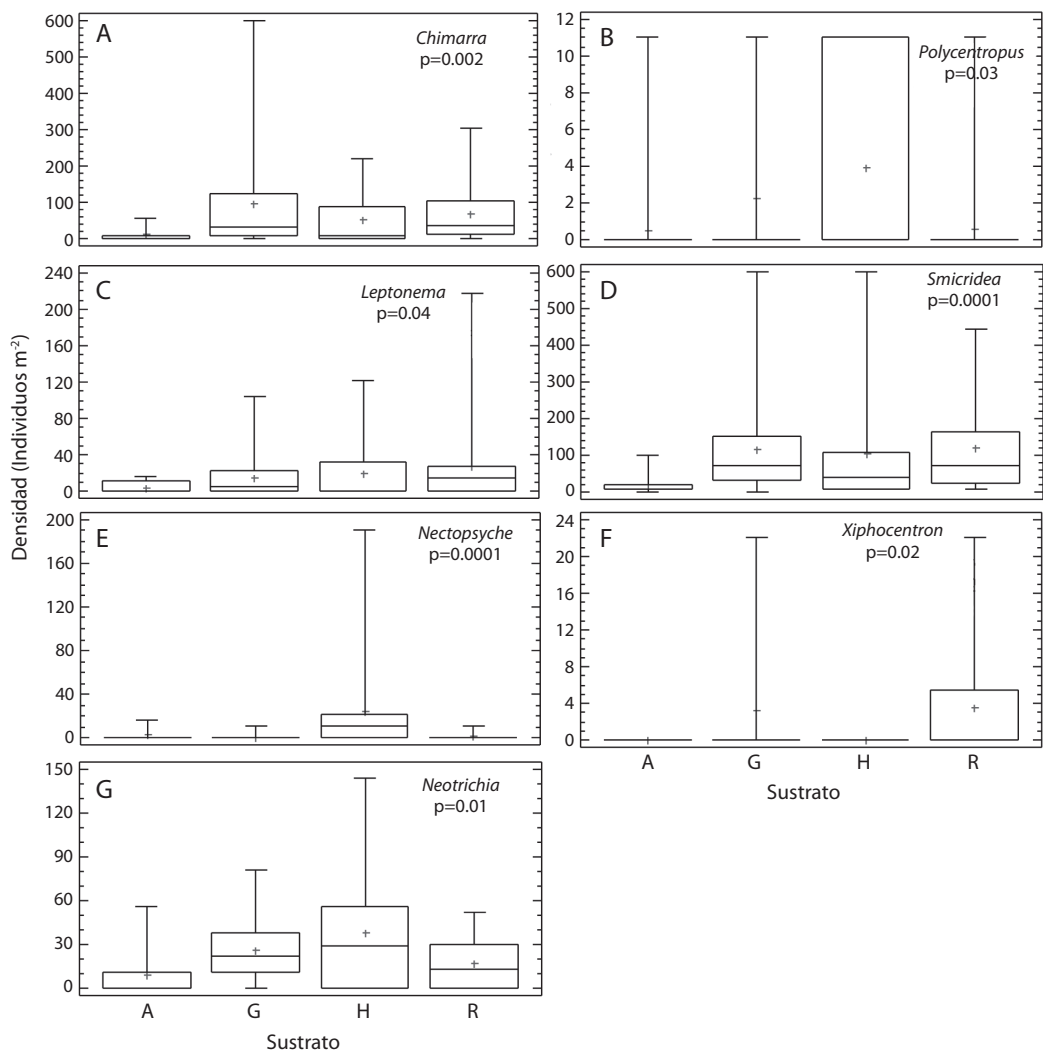 A
Chimarra
p=0.002
600
500
400
300
200
100
0
B
Polycentropus
p=0.03
12
10
8
6
4
2
0
C
Leptonema
p=0.04
240
200
160
120
80
40
0
D
Smicridea
p=0.0001
600
500
400
300
200
100
0
Densidad (Individuos m-2)
E
Nectopsyche
p=0.0001
200
160
120
80
40
0
F
Xiphocentron
p=0.02
24
20
16
12
8
4
0
A G H R
Sustrato
G
Neotrichia
p=0.01
150
120
90
60
30
0
A G H R
Sustrato